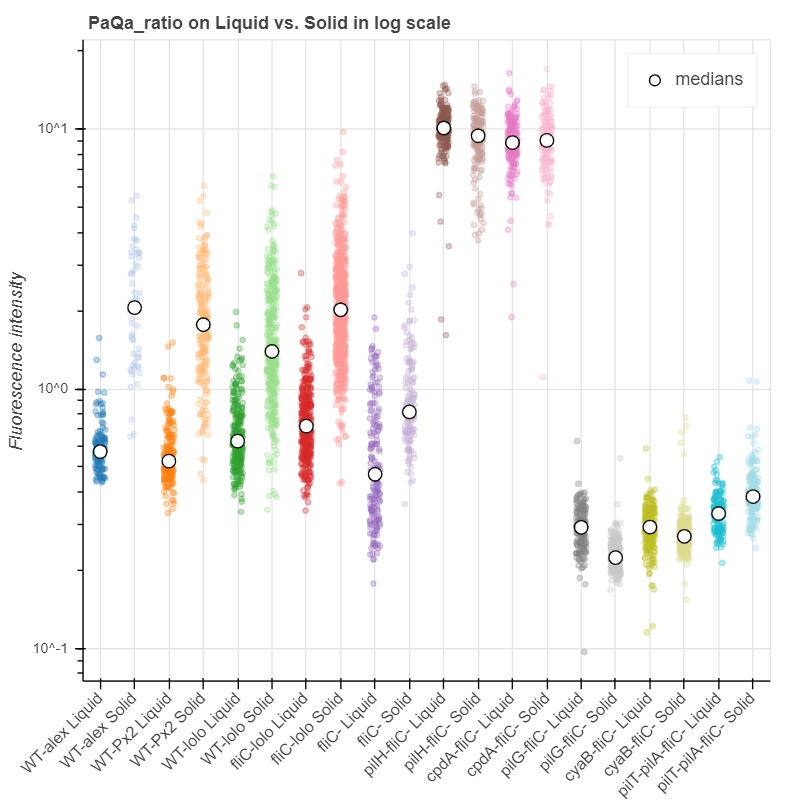 PaQa_ratio on Liquid vs. Solid in log scale
medians
Fluorescence intensity
10^1
10^0
10^-1
WT-alex Liquid
WT-alex Solid
WT-Px2 Liquid
WT-Px2 Solid
WT-lolo Liquid
WT-lolo Solid
fliC-lolo Liquid
fliC-lolo Solid
fliC- Liquid
fliC- Solid
pilH-fliC- Liquid
pilH-fliC- Solid
cpdA-fliC- Liquid
cpdA-fliC- Solid
pilG-fliC- Liquid
pilG-fliC- Solid
cyaB-fliC- Liquid
cyaB-fliC- Solid
pilT-pilA-fliC- Liquid
pilT-pilA-fliC- Solid